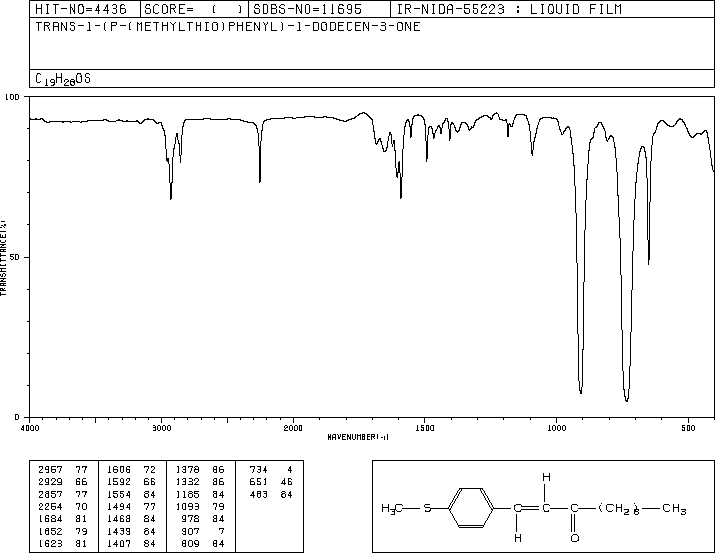 HIT-NO=4436 SCORE= ( ) SDBS-NO=11695 IR-NIDA-55223 : LIQUID FILM
TRANS-1-(P-(METHYLTHIO)PHENYL)-1-DODECEN-3-ONE
C19H28OS
100
50
0
TRANSMITTANCE(%)
4000 3000 2000 1500 1000 500
WAVENUMBER(-1)
2957 77 1606 72 1378 86 734 4
2929 66 1592 66 1332 86 651 46
2857 77 1554 84 1185 84 483 84
2254 70 1494 77 1093 79
1684 81 1468 84 978 84
1652 79 1439 84 907 7
1623 81 1407 84 809 84
H
H3C S C C C (CH2)8 CH3
H O